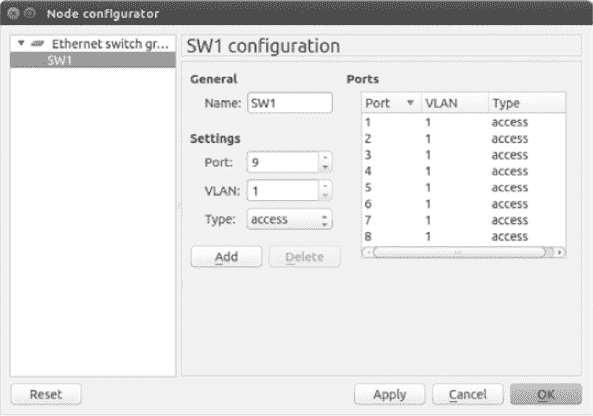 Node configurator
Ethernet switch gr...
SW1
SW1 configuration
General
Name: SW1
Settings
Port: 9
VLAN: 1
Type: access
Add Delete
Ports
Port VLAN Type
1 1 access
2 1 access
3 1 access
4 1 access
5 1 access
6 1 access
7 1 access
8 1 access
Reset Apply Cancel OK